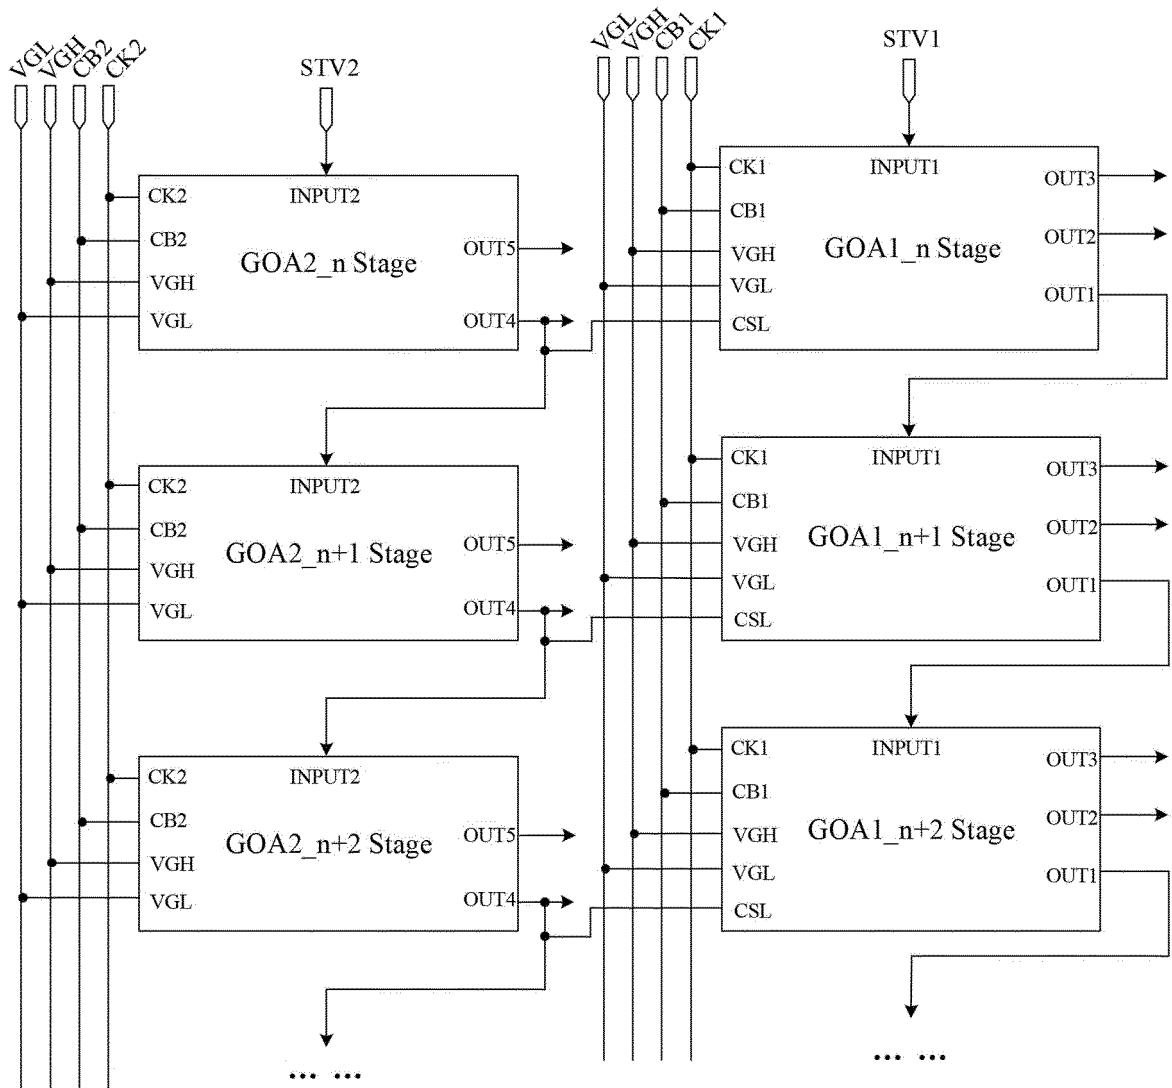 VGL
VGH
CB2
CK2
STV2
VGL
VGH
CB1
CK1
STV1
INPUT2
CK2
CB2
VGH
VGL
GOA2_n Stage
OUT5
OUT4
INPUT1
CK1
CB1
VGH
VGL
CSL
GOA1_n Stage
OUT3
OUT2
OUT1
INPUT2
CK2
CB2
VGH
VGL
GOA2_n+1 Stage
OUT5
OUT4
INPUT1
CK1
CB1
VGH
VGL
CSL
GOA1_n+1 Stage
OUT3
OUT2
OUT1
INPUT2
CK2
CB2
VGH
VGL
GOA2_n+2 Stage
OUT5
OUT4
INPUT1
CK1
CB1
VGH
VGL
CSL
GOA1_n+2 Stage
OUT3
OUT2
OUT1
... ...
... ...